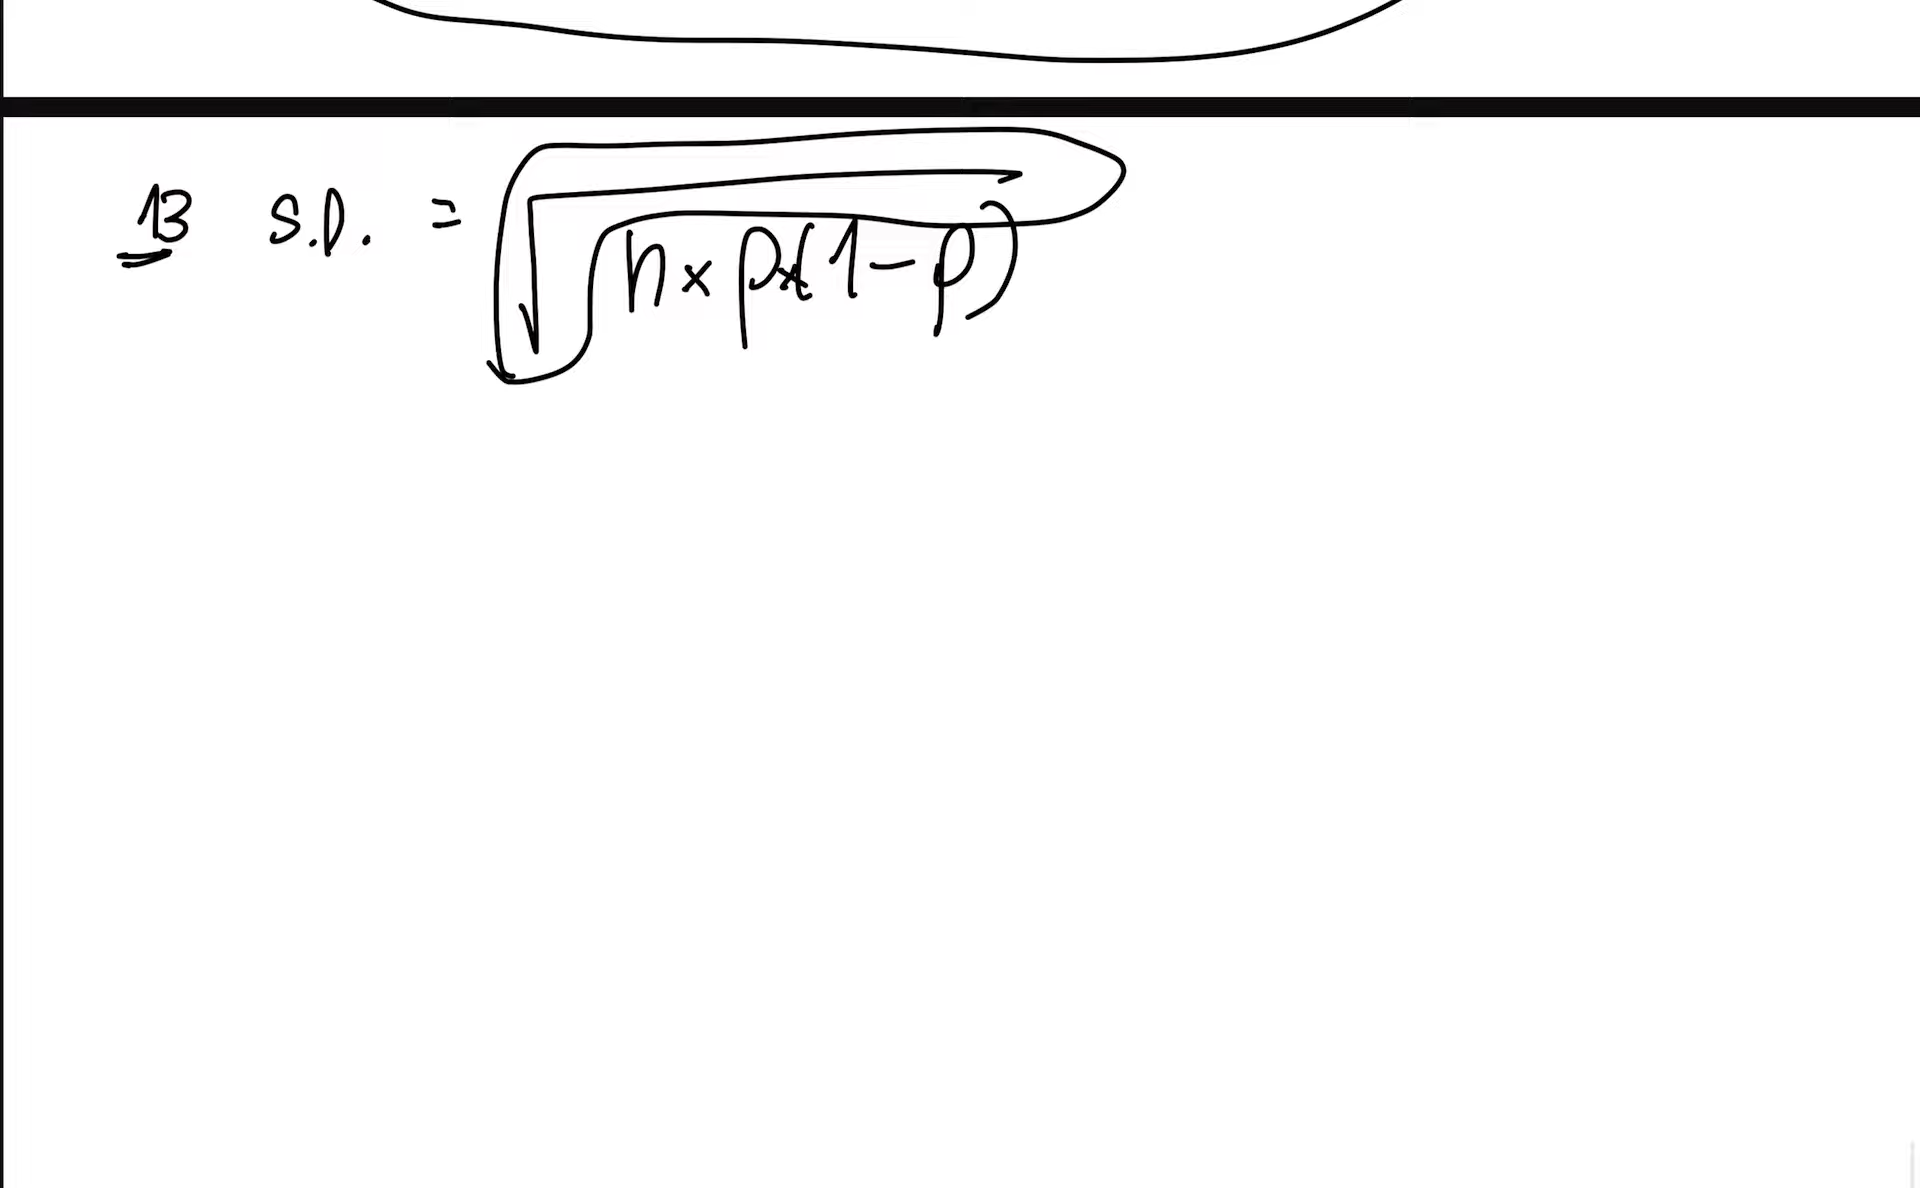 13 S.D. = √n×p×(1-p)